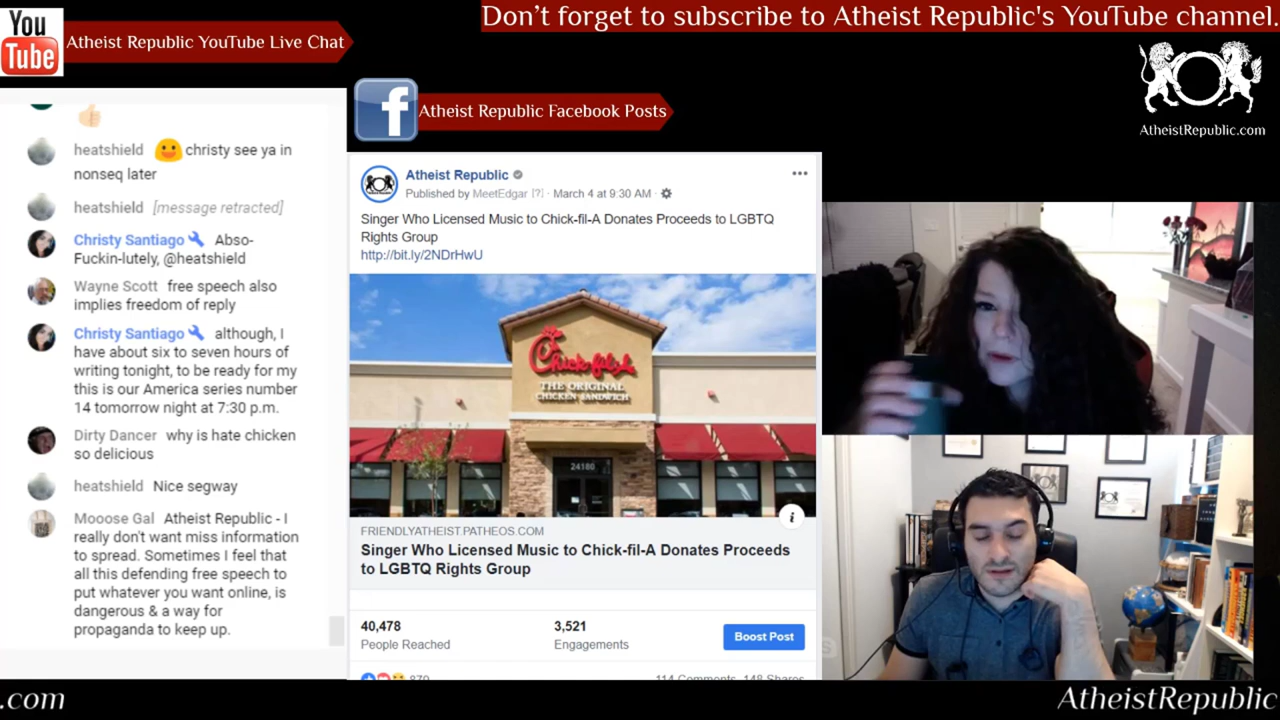 Don't forget to subscribe to Atheist Republic's YouTube channel.
You
Tube
Atheist Republic YouTube Live Chat
AtheistRepublic.com
f
Atheist Republic Facebook Posts
heatshield christy see ya in
nonseq later
heatshield [message retracted]
Christy Santiago Abso-
Fuckin-lutely, @heatshield
Wayne Scott free speech also
implies freedom of reply
Christy Santiago although, I
have about six to seven hours of
writing tonight, to be ready for my
this is our America series number
14 tomorrow night at 7:30 p.m.
Dirty Dancer why is hate chicken
so delicious
heatshield Nice segway
Mooose Gal Atheist Republic - I
really don't want miss information
to spread. Sometimes I feel that
all this defending free speech to
put whatever you want online, is
dangerous & a way for
propaganda to keep up.
Atheist Republic
Published by MeetEdgar [?] · March 4 at 9:30 AM ·
Singer Who Licensed Music to Chick-fil-A Donates Proceeds to LGBTQ
Rights Group
http://bit.ly/2NDrHwU
Chick-fil-A
THE ORIGINAL
CHICKEN SANDWICH
24180
i
FRIENDLYATHEIST.PATHEOS.COM
Singer Who Licensed Music to Chick-fil-A Donates Proceeds
to LGBTQ Rights Group
40,478
People Reached
3,521
Engagements
Boost Post
870
114 Comments 148 Shares
.com
AtheistRepublic